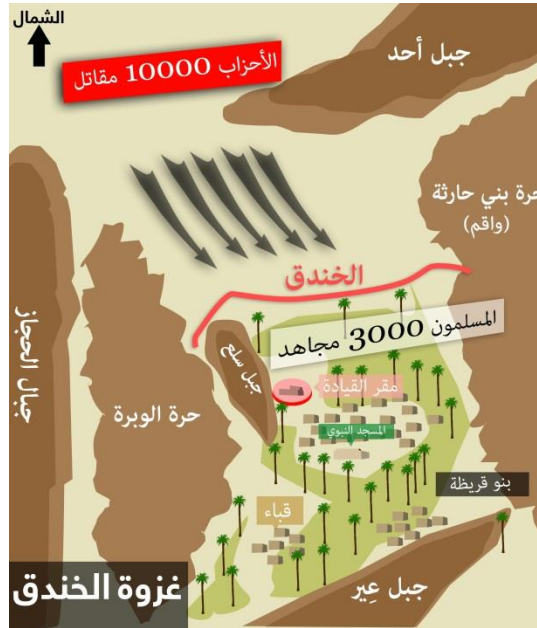 الشمال
الأحزاب 10000 مقاتل
جبل أحد
حرة بني حارثة
(واقم)
الخندق
المسلمون 3000 مجاهد
جبل سلع
مقر القيادة
المسجد النبوي
حرة الوبرة
جبال الحجاز
بنو قريظة
قباء
جبل عِير
غزوة الخندق